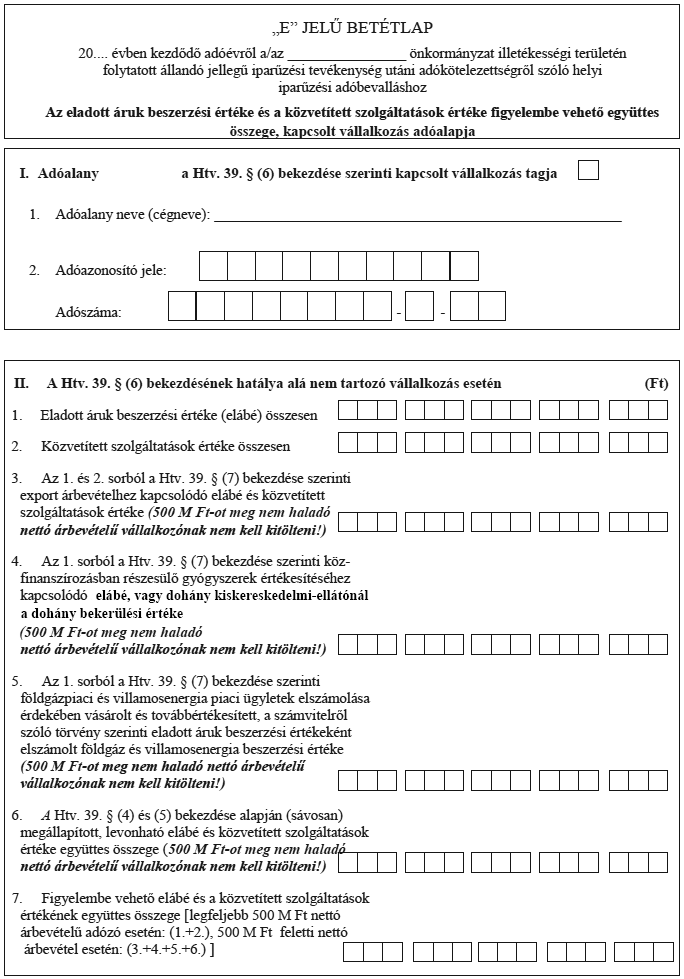 „E” JELŰ BETÉTLAP
20.... évben kezdődő adóévről a/az _________________ önkormányzat illetékességi területén
folytatott állandó jellegű iparűzési tevékenység utáni adókötelezettségről szóló helyi
iparűzési adóbevalláshoz
Az eladott áruk beszerzési értéke és a közvetített szolgáltatások értéke figyelembe vehető együttes
összege, kapcsolt vállalkozás adóalapja
I. Adóalany a Htv. 39. § (6) bekezdése szerinti kapcsolt vállalkozás tagja
1. Adóalany neve (cégneve): __________________________________________________________
2. Adóazonosító jele:
Adószáma: - -
II. A Htv. 39. § (6) bekezdésének hatálya alá nem tartozó vállalkozás esetén (Ft)
1. Eladott áruk beszerzési értéke (elábé) összesen
2. Közvetített szolgáltatások értéke összesen
3. Az 1. és 2. sorból a Htv. 39. § (7) bekezdése szerinti
export árbevételhez kapcsolódó elábé és közvetített
szolgáltatások értéke (500 M Ft-ot meg nem haladó
nettó árbevételű vállalkozónak nem kell kitölteni!)
4. Az 1. sorból a Htv. 39. § (7) bekezdése szerinti köz-
finanszírozásban részesülő gyógyszerek értékesítéséhez
kapcsolódó elábé, vagy dohány kiskereskedelmi-ellátónál
a dohány bekerülési értéke
(500 M Ft-ot meg nem haladó
nettó árbevételű vállalkozónak nem kell kitölteni!)
5. Az 1. sorból a Htv. 39. § (7) bekezdése szerinti
földgázpiaci és villamosenergia piaci ügyletek elszámolása
érdekében vásárolt és továbbértékesített, a számvitelről
szóló törvény szerinti eladott áruk beszerzési értékeként
elszámolt földgáz és villamosenergia beszerzési értéke
(500 M Ft-ot meg nem haladó nettó árbevételű
vállalkozónak nem kell kitölteni!)
6. A Htv. 39. § (4) és (5) bekezdése alapján (sávosan)
megállapított, levonható elábé és közvetített szolgáltatások
értéke együttes összege (500 M Ft-ot meg nem haladó
nettó árbevételű vállalkozónak nem kell kitölteni!)
7. Figyelembe vehető elábé és a közvetített szolgáltatások
értékének együttes összege [legfeljebb 500 M Ft nettó
árbevételű adózó esetén: (1.+2.), 500 M Ft feletti nettó
árbevétel esetén: (3.+4.+5.+6.) ]